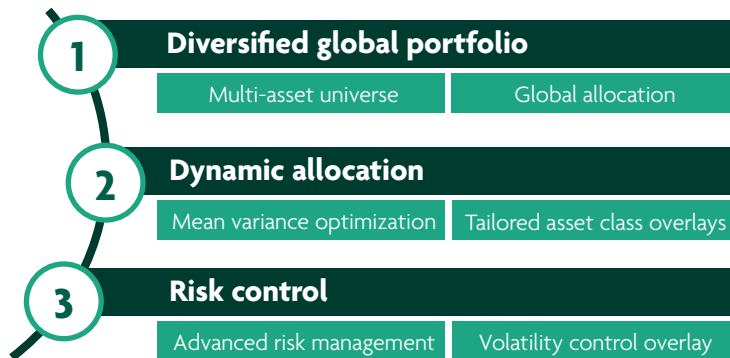 1
Diversified global portfolio
Multi-asset universe
Global allocation
2
Dynamic allocation
Mean variance optimization
Tailored asset class overlays
3
Risk control
Advanced risk management
Volatility control overlay